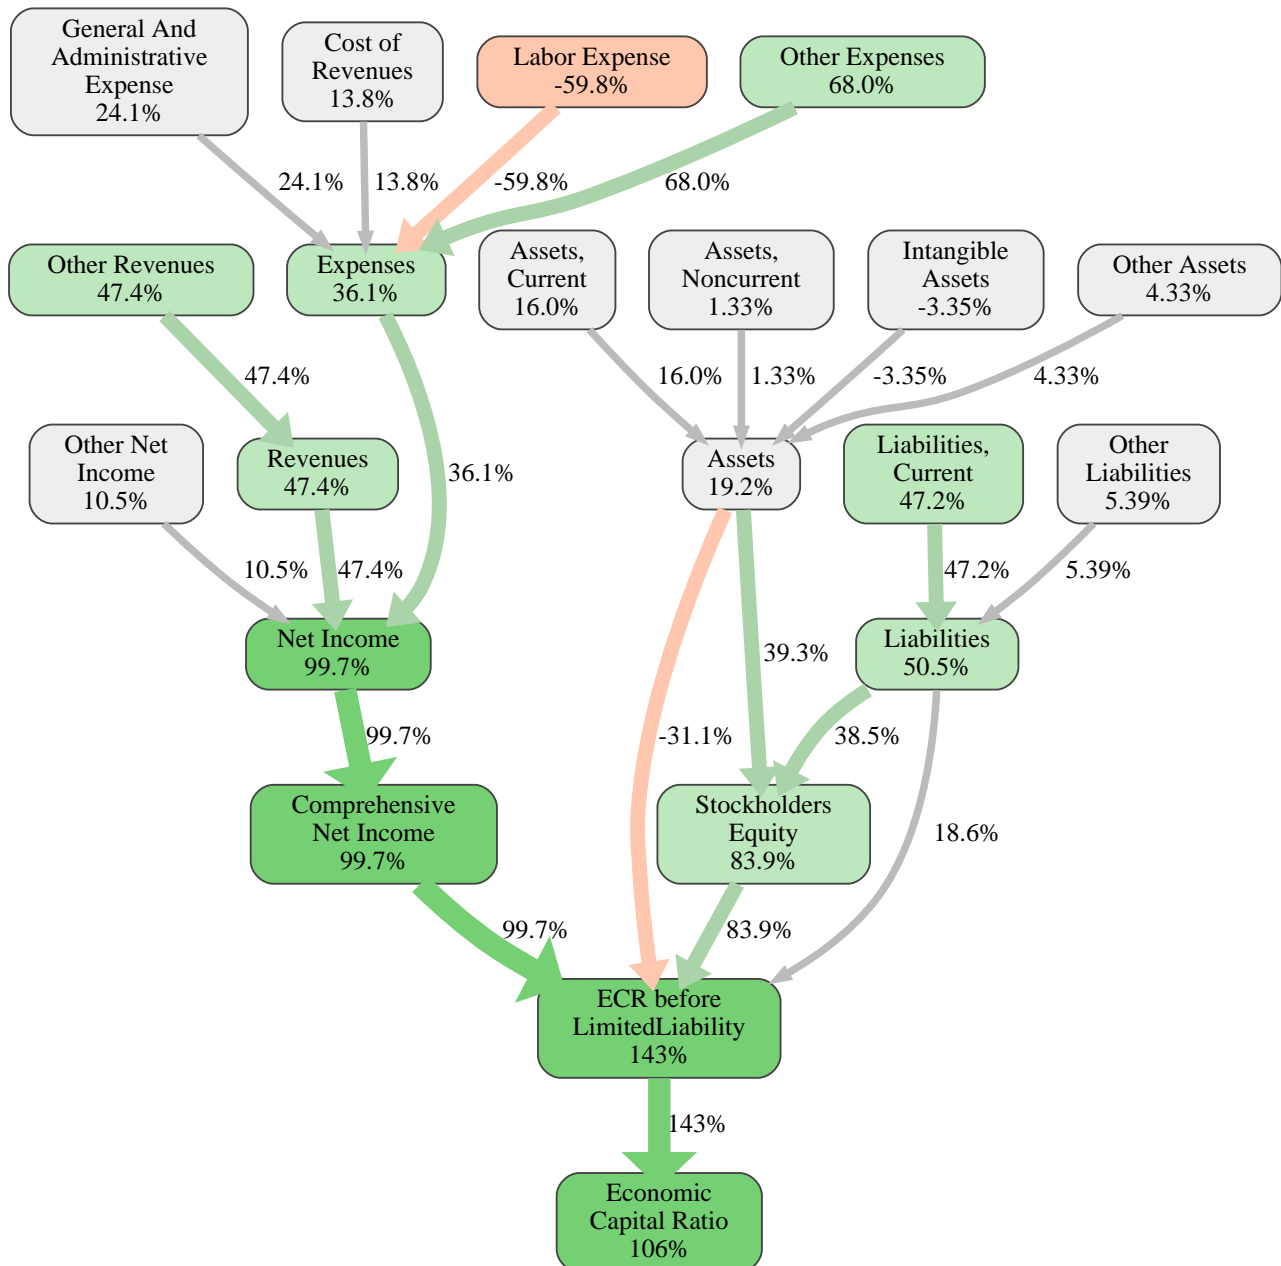 General And
Administrative
Expense
24.1%
Cost of
Revenues
13.8%
Labor Expense
-59.8%
Other Expenses
68.0%
24.1%
13.8%
-59.8%
68.0%
Other Revenues
47.4%
Expenses
36.1%
Assets,
Current
16.0%
Assets,
Noncurrent
1.33%
Intangible
Assets
-3.35%
Other Assets
4.33%
47.4%
16.0%
1.33%
-3.35%
4.33%
Other Net
Income
10.5%
Revenues
47.4%
36.1%
Assets
19.2%
Liabilities,
Current
47.2%
Other
Liabilities
5.39%
10.5%
47.4%
47.2%
5.39%
Net Income
99.7%
39.3%
Liabilities
50.5%
99.7%
-31.1%
38.5%
Comprehensive
Net Income
99.7%
Stockholders
Equity
83.9%
18.6%
99.7%
83.9%
ECR before
LimitedLiability
143%
143%
Economic
Capital Ratio
106%